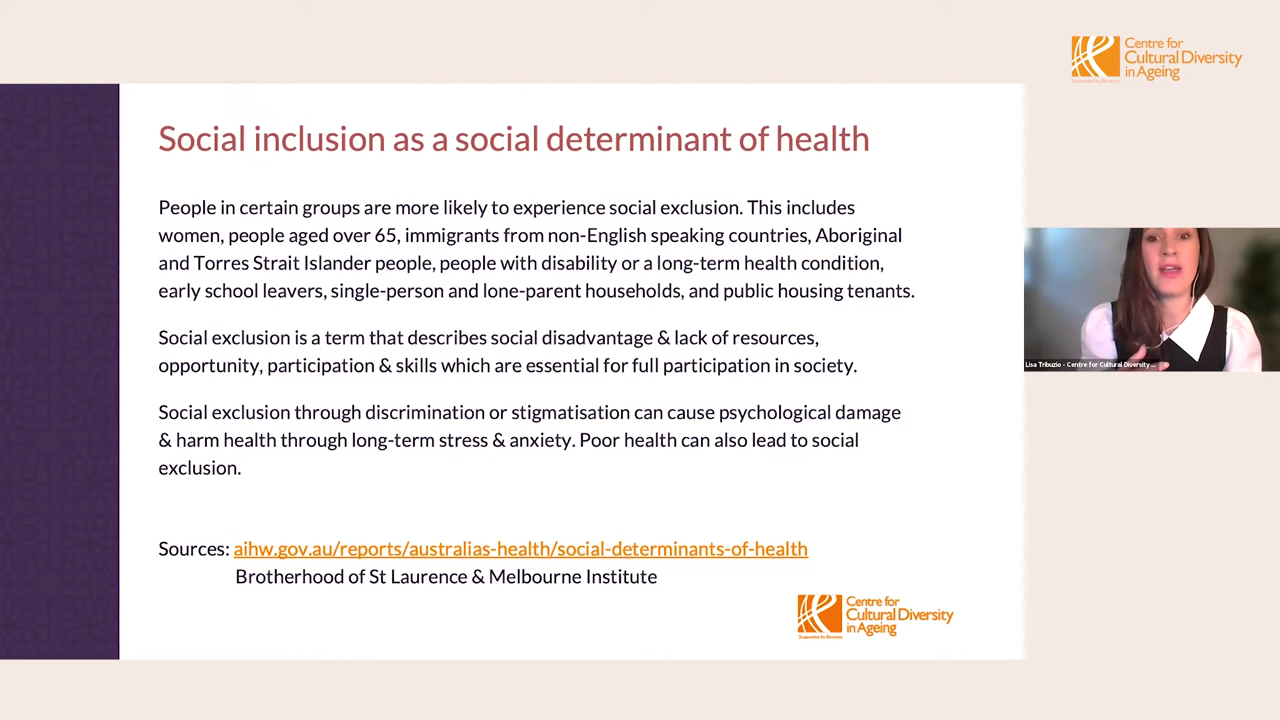 Centre for
Cultural Diversity
in Ageing
Supported by Benetas
Social inclusion as a social determinant of health
People in certain groups are more likely to experience social exclusion. This includes
women, people aged over 65, immigrants from non-English speaking countries, Aboriginal
and Torres Strait Islander people, people with disability or a long-term health condition,
early school leavers, single-person and lone-parent households, and public housing tenants.
Social exclusion is a term that describes social disadvantage & lack of resources,
opportunity, participation & skills which are essential for full participation in society.
Social exclusion through discrimination or stigmatisation can cause psychological damage
& harm health through long-term stress & anxiety. Poor health can also lead to social
exclusion.
Lisa Tribuzio - Centre for Cultural Diversity ...
Sources: aihw.gov.au/reports/australias-health/social-determinants-of-health
Brotherhood of St Laurence & Melbourne Institute
Centre for
Cultural Diversity
in Ageing
Supported by Benetas